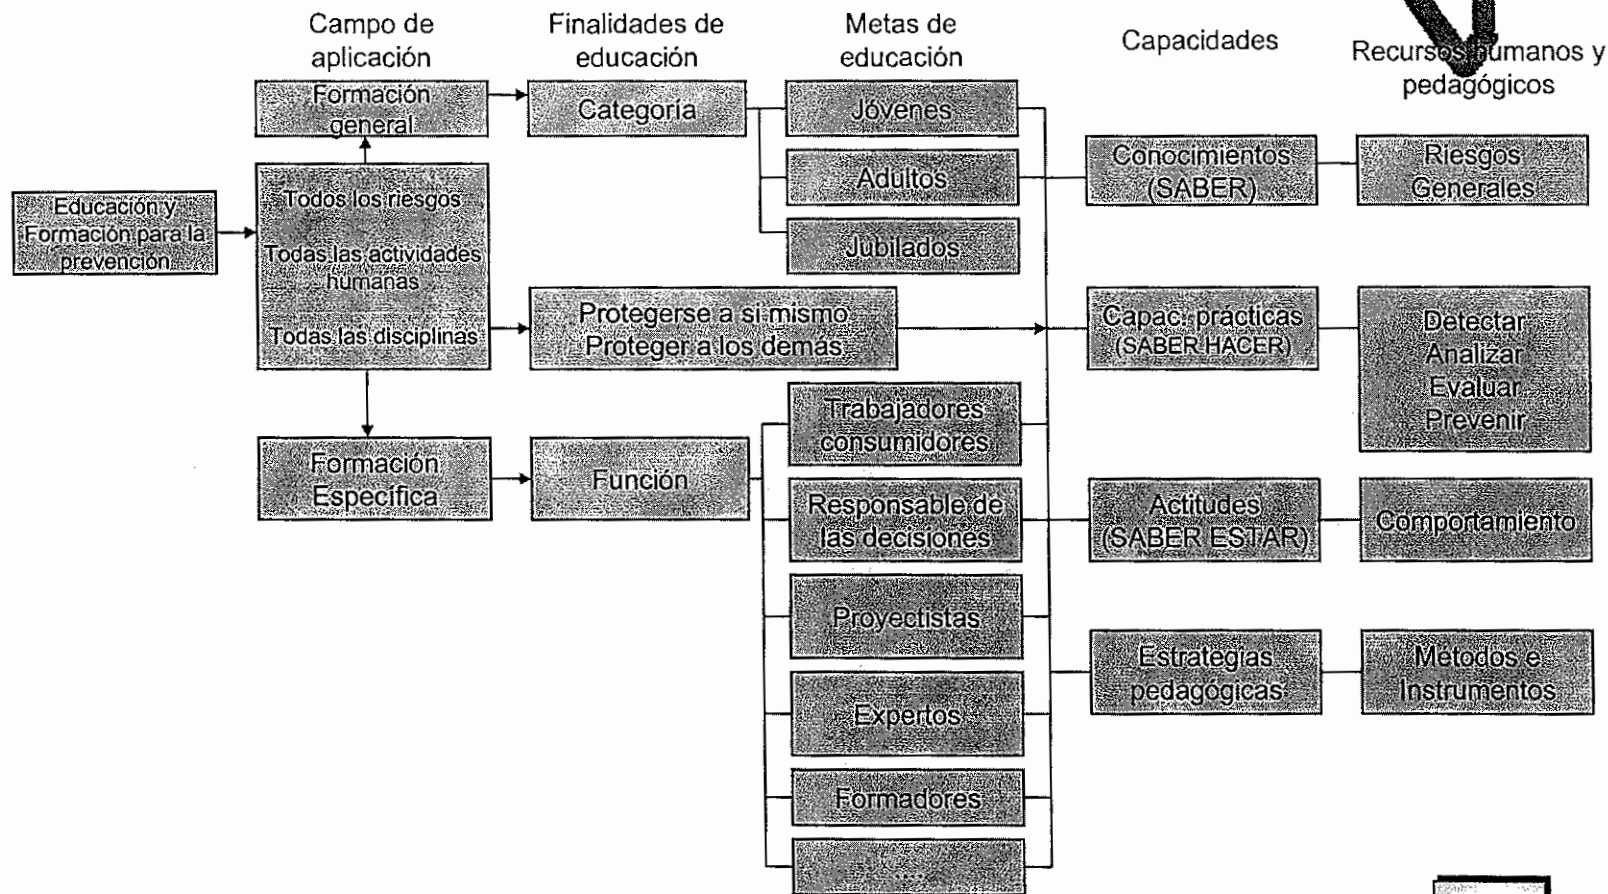 Campo de
aplicación
Finalidades de
educación
Metas de
educación
Capacidades
Recursos humanos y
pedagógicos
Formación
general
Categoría
Jóvenes
Adultos
Jubilados
Conocimientos
(SABER)
Riesgos
Generales
Educación y
Formación para la
prevención
Todos los riesgos
Todas las actividades
humanas
Todas las disciplinas
Protegerse a si mismo
Proteger a los demás
Capac. prácticas
(SABER HACER)
Detectar
Analizar
Evaluar
Prevenir
Formación
Específica
Función
Trabajadores
consumidores
Responsable de
las decisiones
Proyectistas
Expertos
Formadores
.....
Actitudes
(SABER ESTAR)
Comportamiento
Estrategias
pedagógicas
Métodos e
Instrumentos